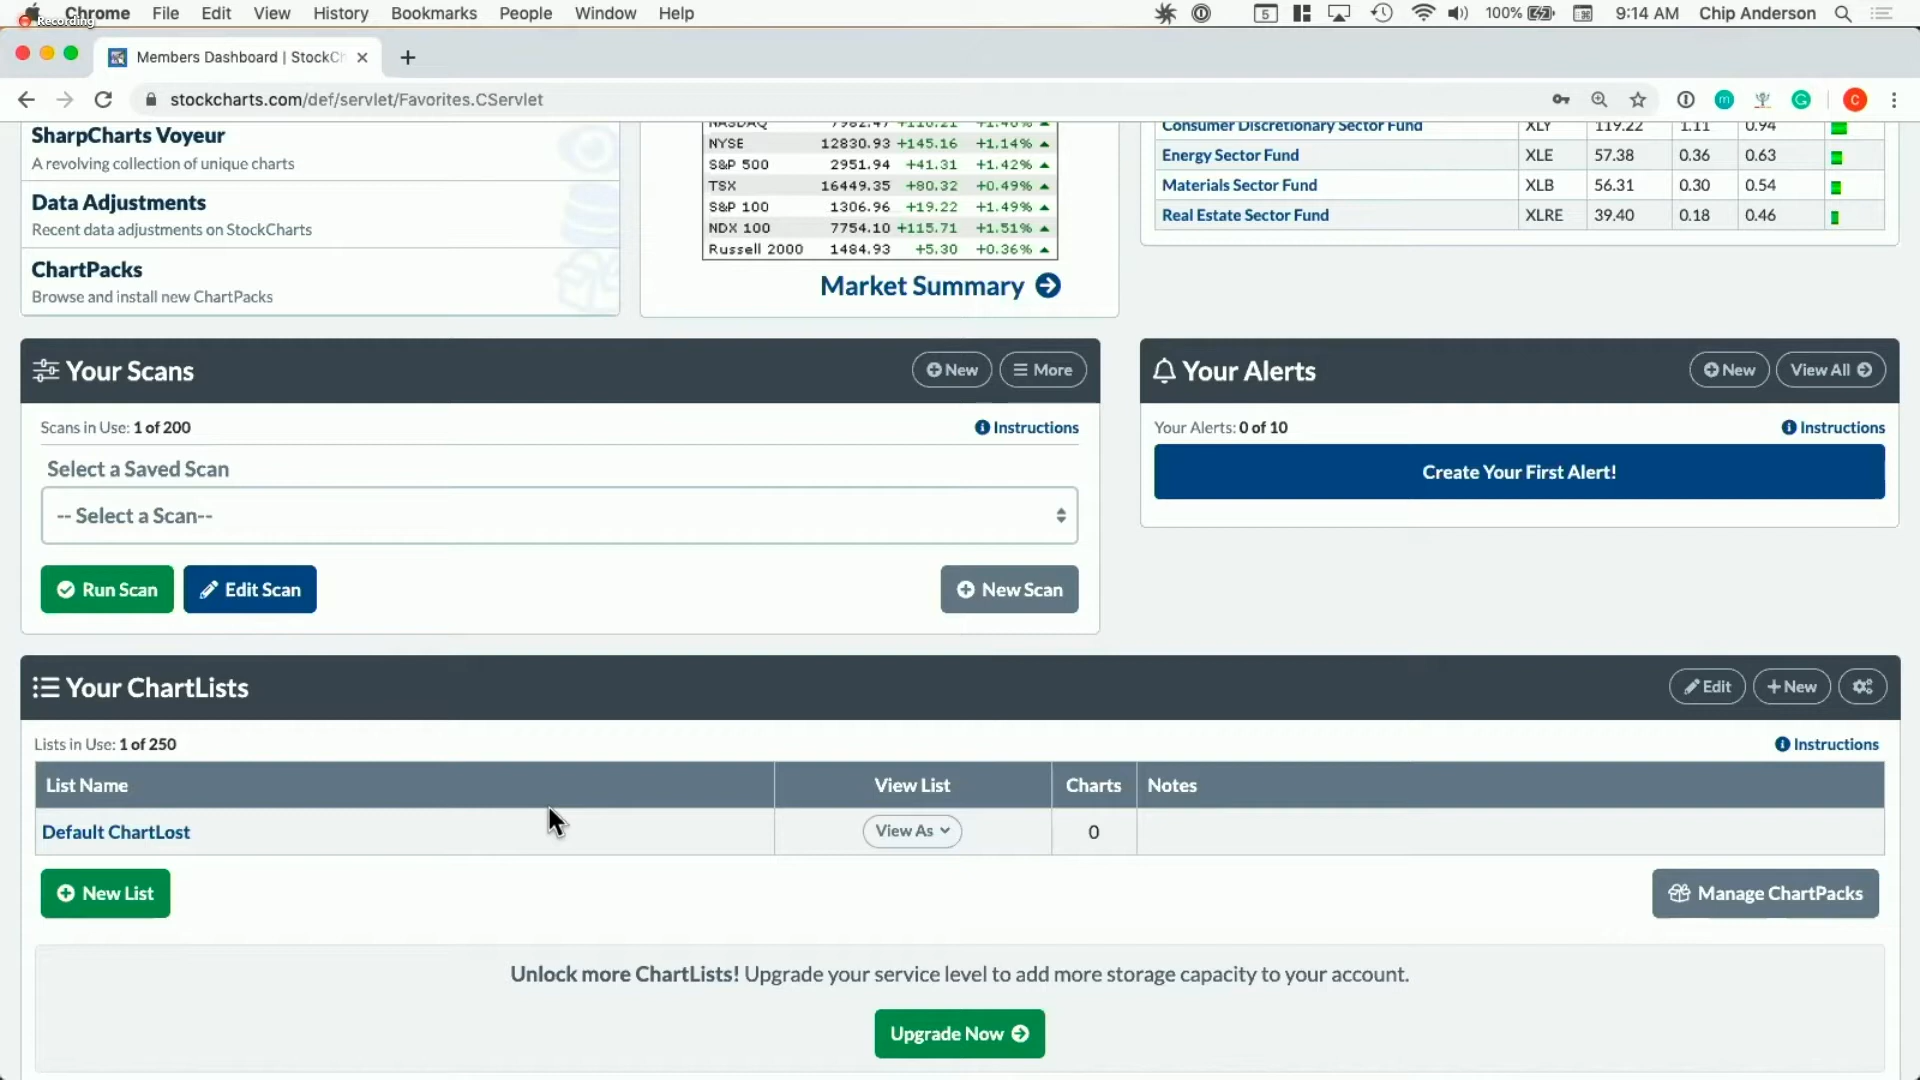 Chrome File Edit View History Bookmarks People Window Help 5 100% 9:14 AM Chip Anderson
Recording
Members Dashboard | StockCh
stockcharts.com/def/servlet/Favorites.CServlet
SharpCharts Voyeur
A revolving collection of unique charts
Data Adjustments
Recent data adjustments on StockCharts
ChartPacks
Browse and install new ChartPacks
NASDAQ 7982.47 +116.21 +1.48%
NYSE 12830.93 +145.16 +1.14%
S&P 500 2951.94 +41.31 +1.42%
TSX 16449.35 +80.32 +0.49%
S&P 100 1306.96 +19.22 +1.49%
NDX 100 7754.10 +115.71 +1.51%
Russell 2000 1484.93 +5.30 +0.36%
Market Summary
Consumer Discretionary Sector Fund XLY 119.22 1.11 0.94
Energy Sector Fund XLE 57.38 0.36 0.63
Materials Sector Fund XLB 56.31 0.30 0.54
Real Estate Sector Fund XLRE 39.40 0.18 0.46
Your Scans New More
Scans in Use: 1 of 200 Instructions
Select a Saved Scan
-- Select a Scan--
Run Scan Edit Scan New Scan
Your Alerts New View All
Your Alerts: 0 of 10 Instructions
Create Your First Alert!
Your ChartLists Edit New
Lists in Use: 1 of 250 Instructions
List Name View List Charts Notes
Default ChartLost View As 0
New List Manage ChartPacks
Unlock more ChartLists! Upgrade your service level to add more storage capacity to your account.
Upgrade Now